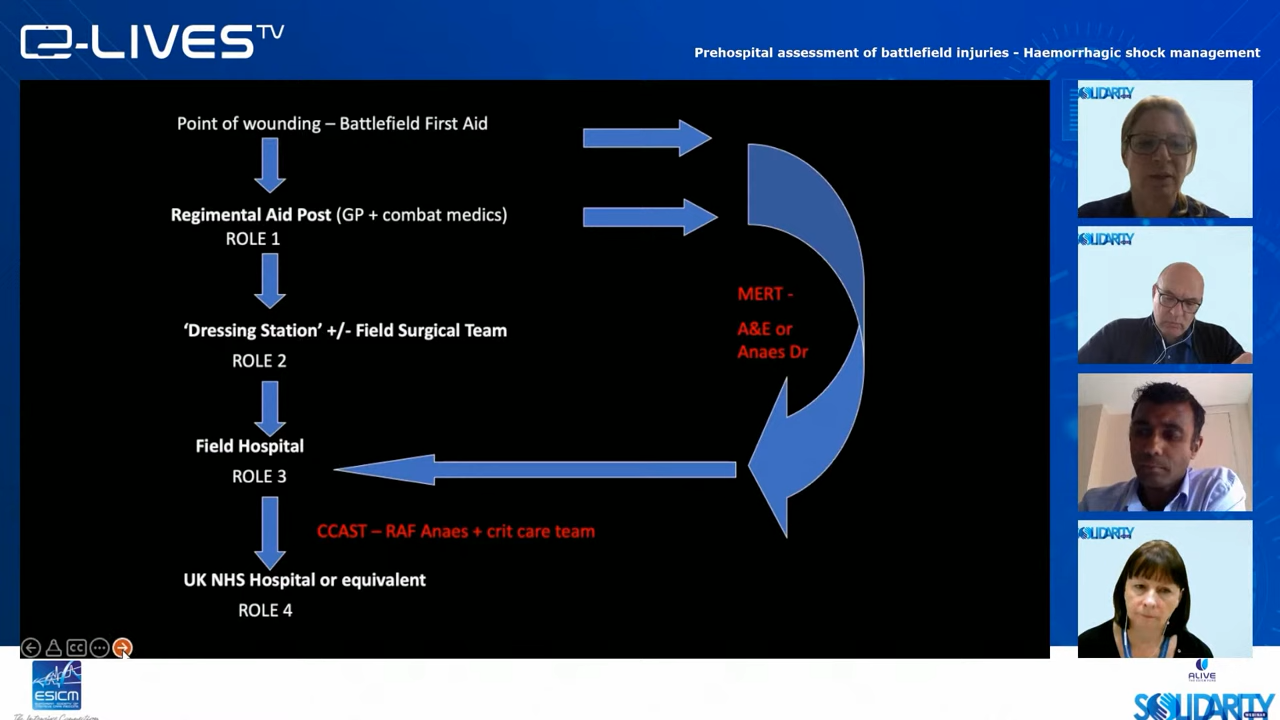 e-LIVES TV
Prehospital assessment of battlefield injuries - Haemorrhagic shock management
Point of wounding – Battlefield First Aid
Regimental Aid Post (GP + combat medics)
ROLE 1
‘Dressing Station’ +/- Field Surgical Team
ROLE 2
Field Hospital
ROLE 3
UK NHS Hospital or equivalent
ROLE 4
MERT -
A&E or
Anaes Dr
CCAST – RAF Anaes + crit care team
CC
SOLIDARITY
SOLIDARITY
SOLIDARITY
SOLIDARITY
ESICM
ALIVE
SOLIDARITY
WEBINAR